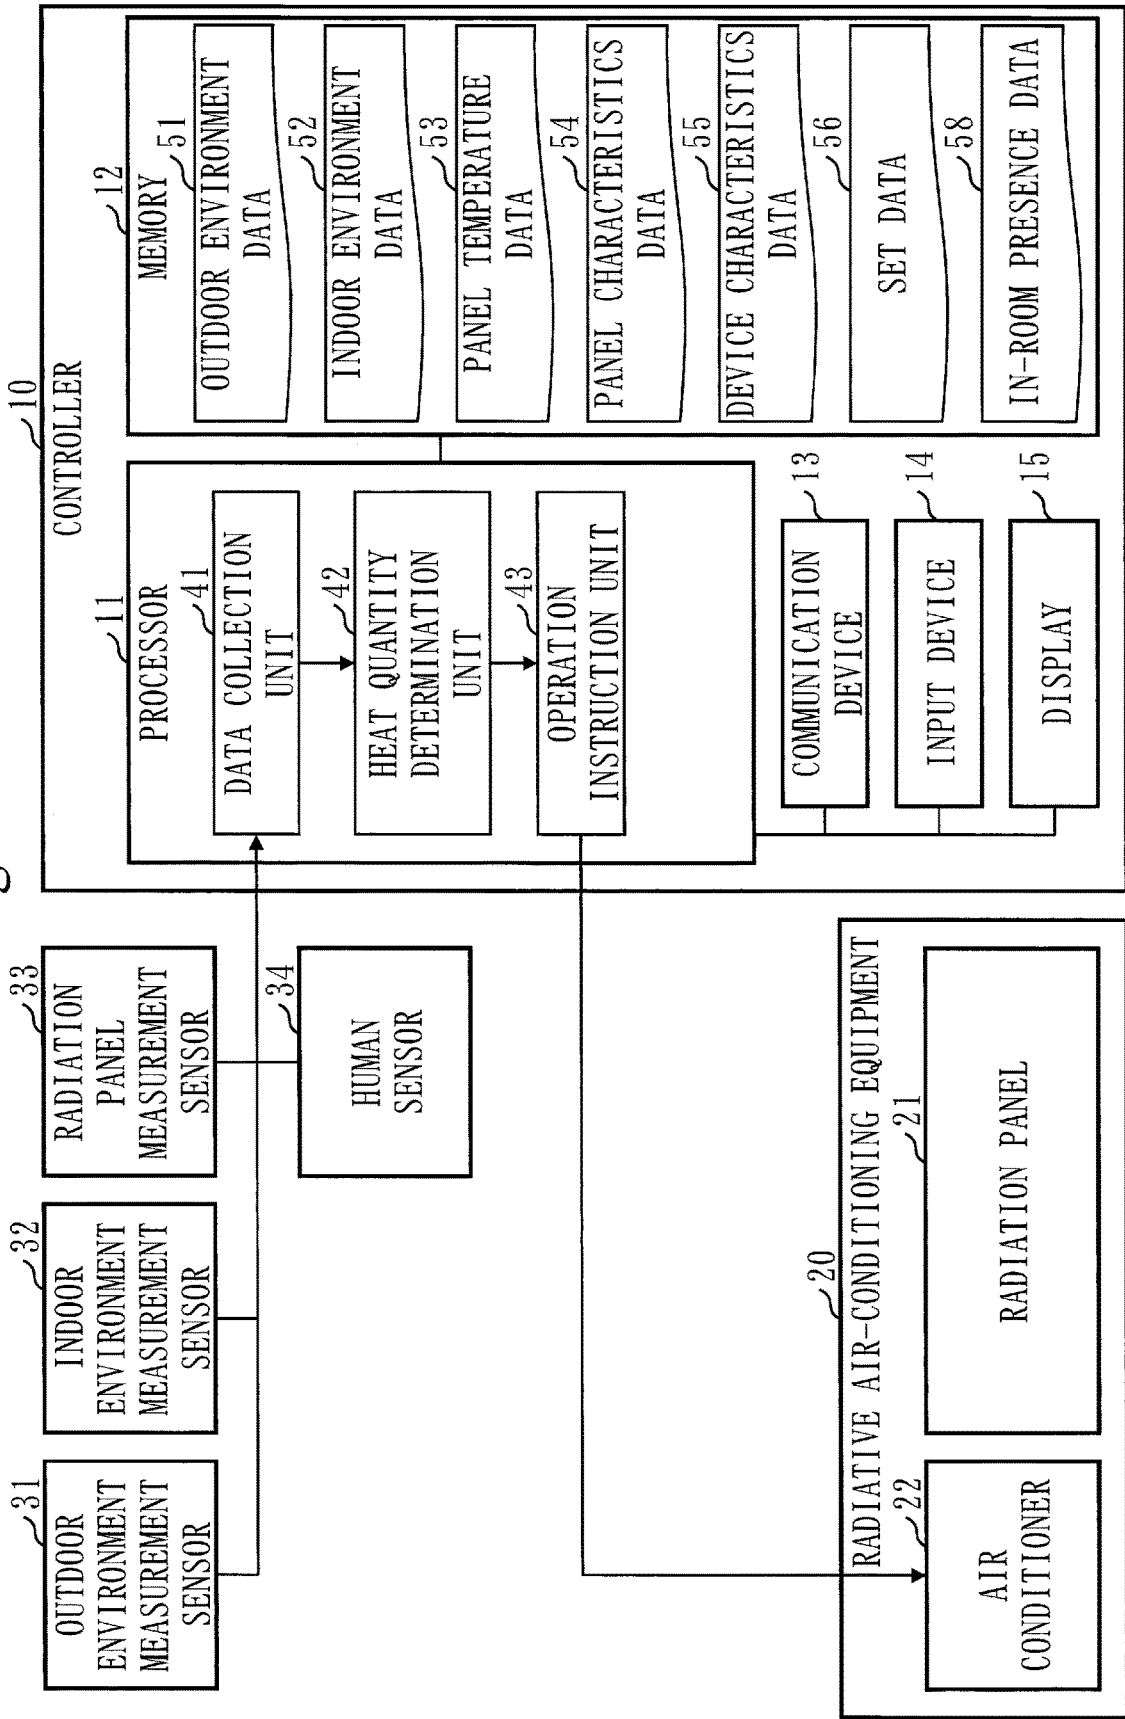 31
OUTDOOR
ENVIRONMENT
MEASUREMENT
SENSOR
32
INDOOR
ENVIRONMENT
MEASUREMENT
SENSOR
33
RADIATION
PANEL
MEASUREMENT
SENSOR
34
HUMAN
SENSOR
10
CONTROLLER
11
PROCESSOR
41
DATA COLLECTION
UNIT
42
HEAT QUANTITY
DETERMINATION
UNIT
43
OPERATION
INSTRUCTION UNIT
13
COMMUNICATION
DEVICE
14
INPUT DEVICE
15
DISPLAY
12
MEMORY
51
OUTDOOR ENVIRONMENT
DATA
52
INDOOR ENVIRONMENT
DATA
53
PANEL TEMPERATURE
DATA
54
PANEL CHARACTERISTICS
DATA
55
DEVICE CHARACTERISTICS
DATA
56
SET DATA
58
IN-ROOM PRESENCE DATA
20
RADIATIVE AIR-CONDITIONING EQUIPMENT
22
AIR
CONDITIONER
21
RADIATION PANEL